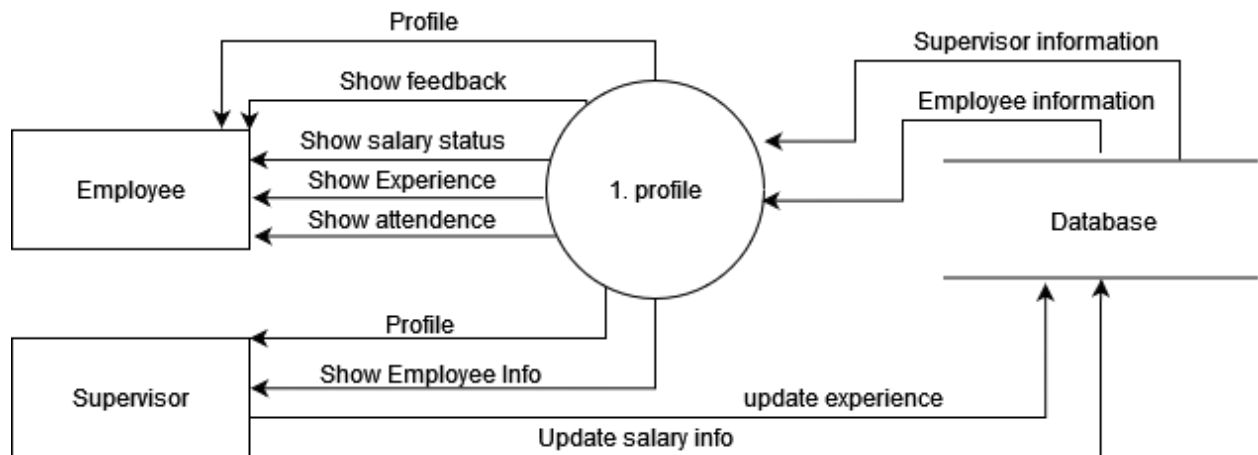 Profile
Supervisor information
Show feedback
Employee information
Show salary status
Employee
Show Experience
1. profile
Show attendence
Database
Profile
Show Employee Info
Supervisor
update experience
Update salary info